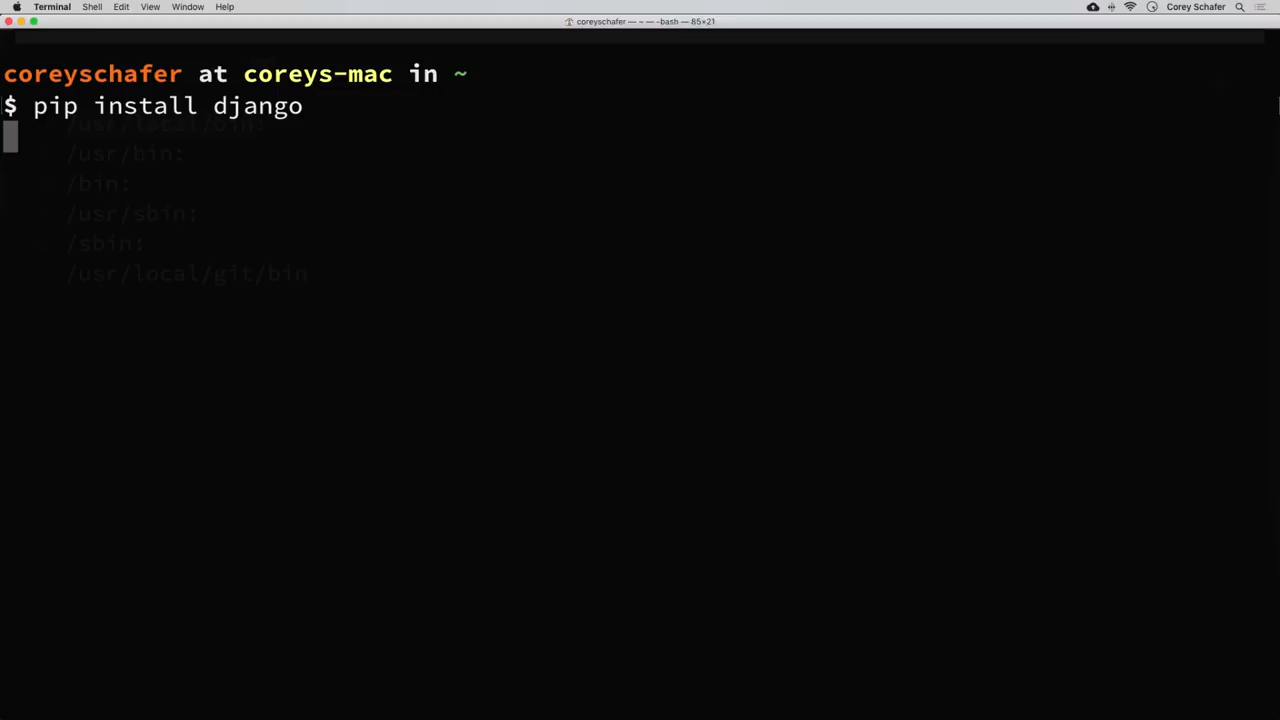 Terminal Shell Edit View Window Help Corey Schafer
coreyschafer — ~ — -bash — 85×21
coreyschafer at coreys-mac in ~
$ pip install django
/usr/local/bin:
/usr/bin:
/bin:
/usr/sbin:
/sbin:
/usr/local/git/bin